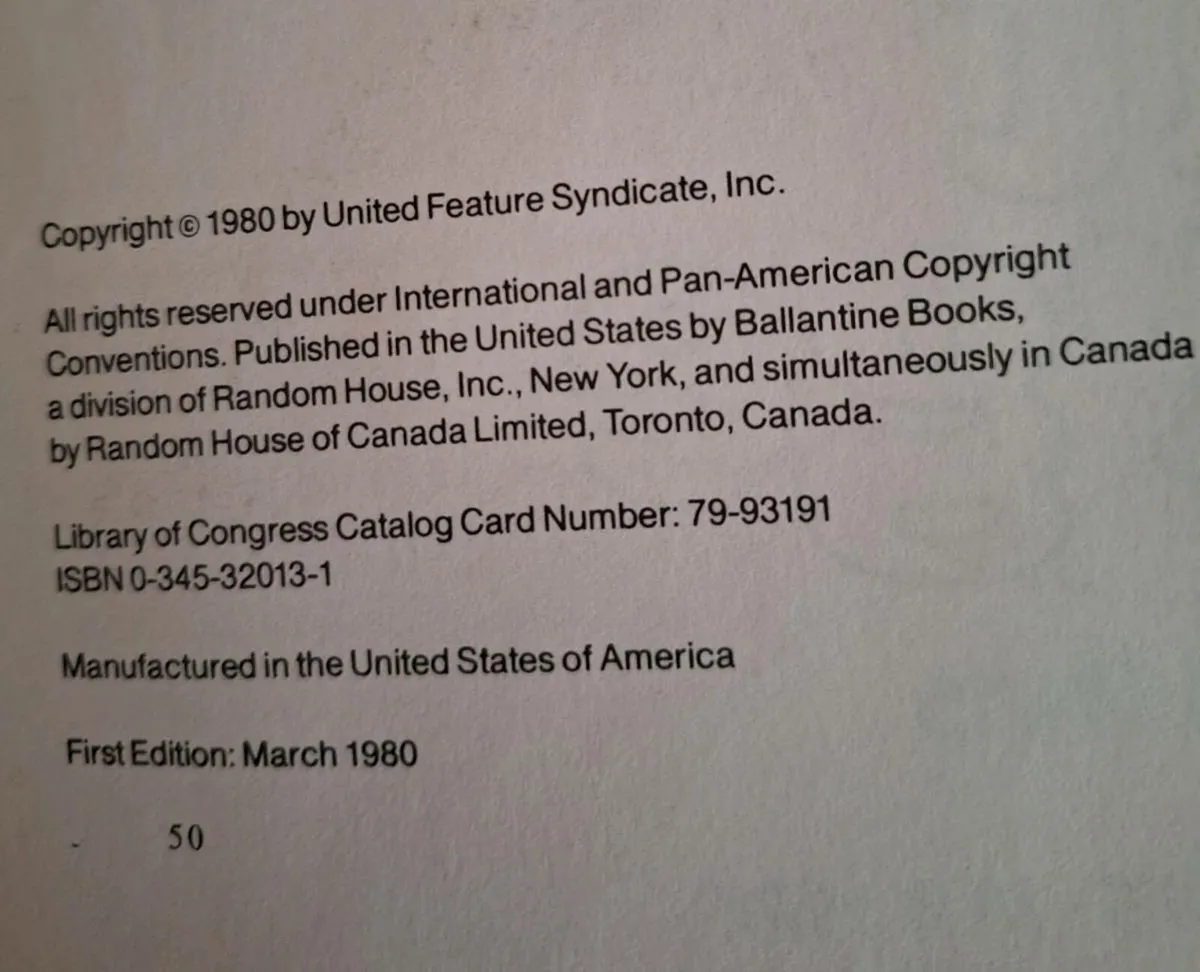 Copyright © 1980 by United Feature Syndicate, Inc.
All rights reserved under International and Pan-American Copyright
Conventions. Published in the United States by Ballantine Books,
a division of Random House, Inc., New York, and simultaneously in Canada
by Random House of Canada Limited, Toronto, Canada.
Library of Congress Catalog Card Number: 79-93191
ISBN 0-345-32013-1
Manufactured in the United States of America
First Edition: March 1980
50